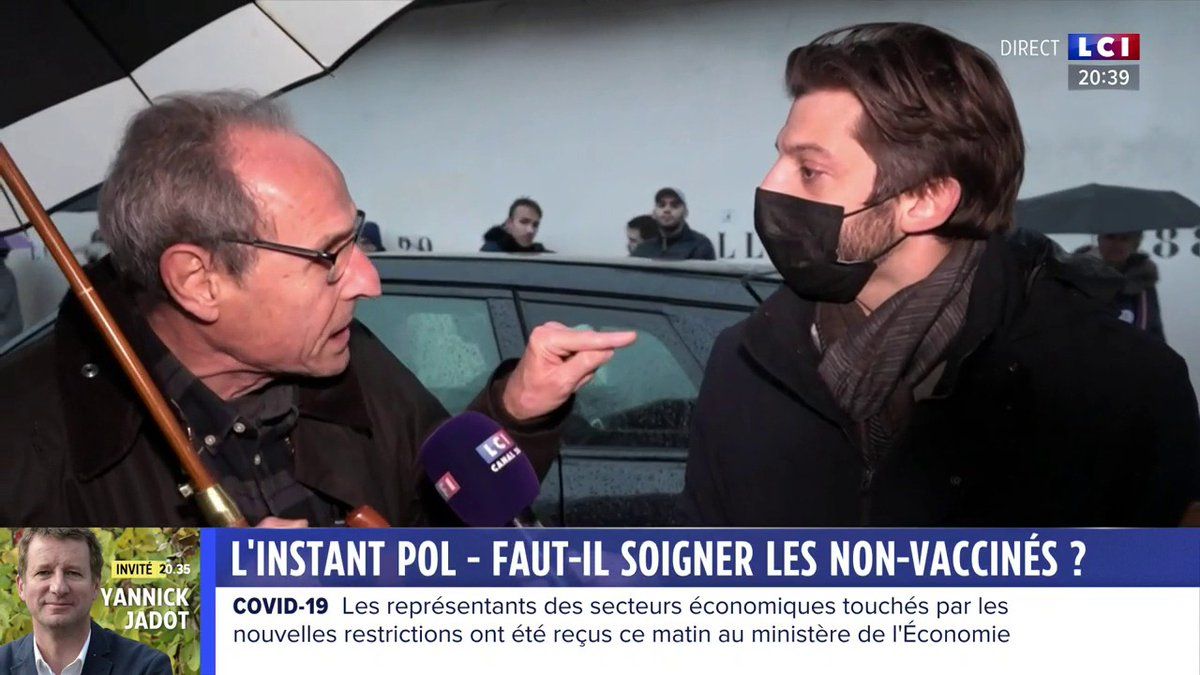 DIRECT LCI
20:39
50
LCI
CANAL 26
L'INSTANT POL - FAUT-IL SOIGNER LES NON-VACCINÉS ?
INVITÉ 20.35
YANNICK
JADOT
COVID-19 Les représentants des secteurs économiques touchés par les
nouvelles restrictions ont été reçus ce matin au ministère de l'Économie